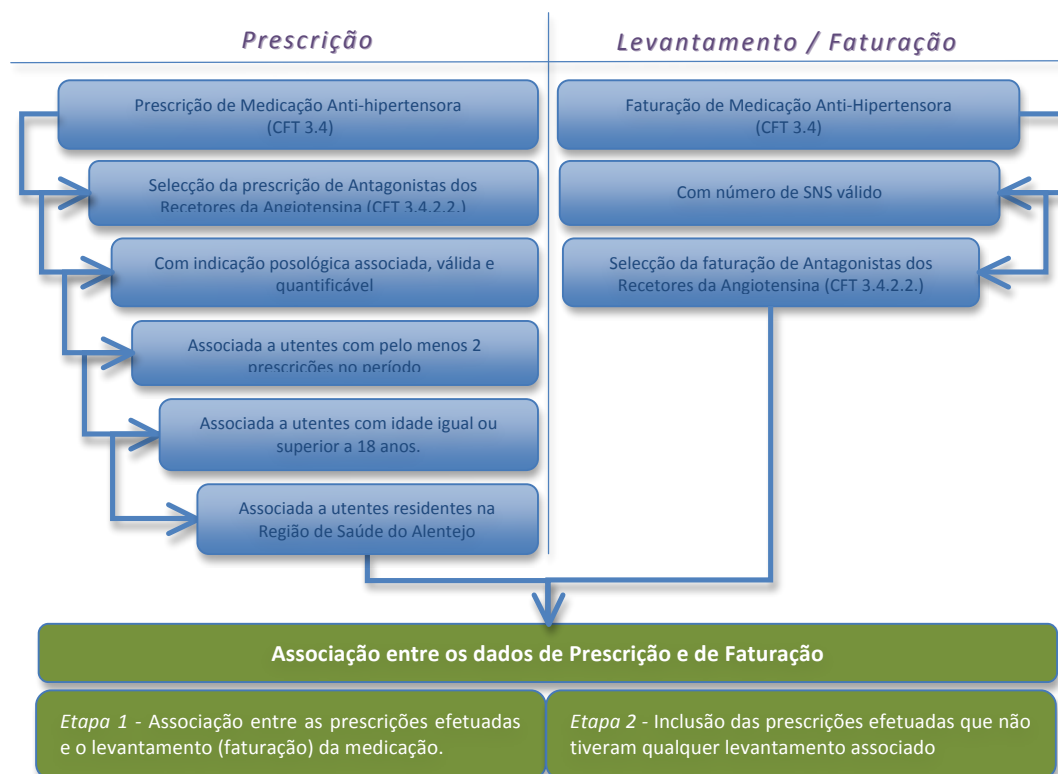 Prescrição
Levantamento / Faturação
Prescrição de Medicação Anti-hipertensora
(CFT 3.4)
Selecção da prescrição de Antagonistas dos
Recetores da Angiotensina (CFT 3.4.2.2.)
Com indicação posológica associada, válida e
quantificável
Associada a utentes com pelo menos 2
prescrições no período
Associada a utentes com idade igual ou
superior a 18 anos.
Associada a utentes residentes na
Região de Saúde do Alentejo
Faturação de Medicação Anti-Hipertensora
(CFT 3.4)
Com número de SNS válido
Selecção da faturação de Antagonistas dos
Recetores da Angiotensina (CFT 3.4.2.2.)
Associação entre os dados de Prescrição e de Faturação
Etapa 1 - Associação entre as prescrições efetuadas
e o levantamento (faturação) da medicação.
Etapa 2 - Inclusão das prescrições efetuadas que não
tiveram qualquer levantamento associado